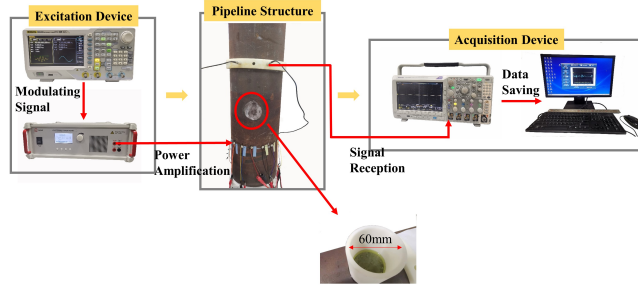 Excitation Device
Pipeline Structure
Acquisition Device
Modulating
Signal
Power
Amplification
Signal
Reception
Data
Saving
60mm